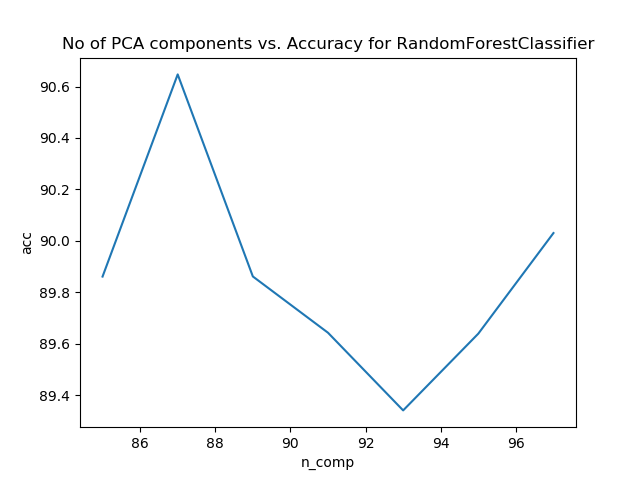 No of PCA components vs. Accuracy for RandomForestClassifier
90.6
90.4
90.2
90.0
89.8
89.6
89.4
acc
86 88 90 92 94 96
n_comp